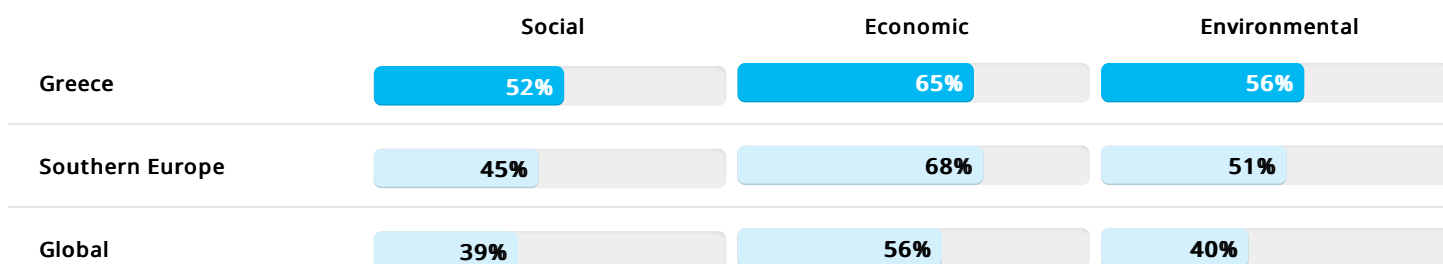 Social Economic Environmental
Greece 52% 65% 56%
Southern Europe 45% 68% 51%
Global 39% 56% 40%